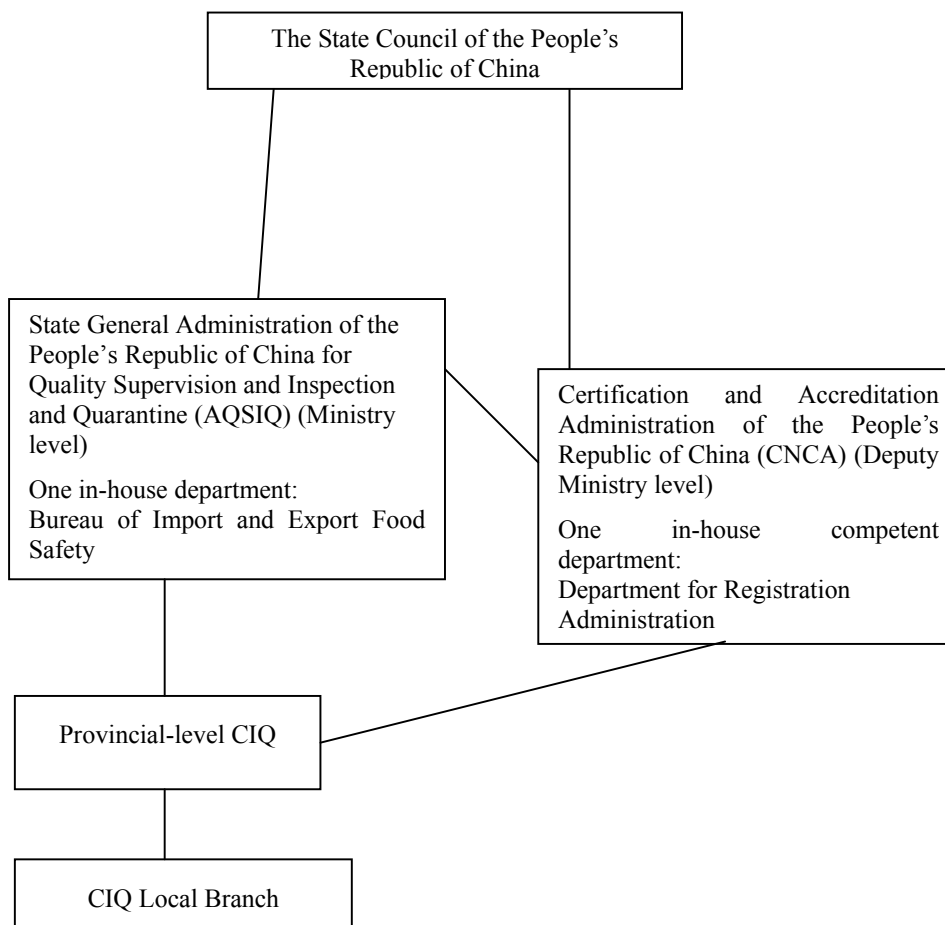 The State Council of the People’s
Republic of China
State General Administration of the
People’s Republic of China for
Quality Supervision and Inspection
and Quarantine (AQSIQ) (Ministry
level)
One in-house department:
Bureau of Import and Export Food
Safety
Certification and Accreditation
Administration of the People’s
Republic of China (CNCA) (Deputy
Ministry level)
One in-house competent
department:
Department for Registration
Administration
Provincial-level CIQ
CIQ Local Branch